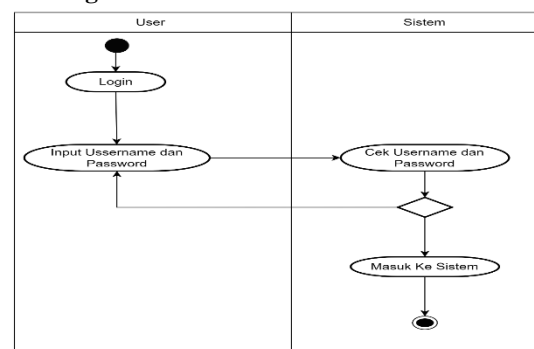 User
Sistem
Login
Input Ussername dan
Password
Cek Username dan
Password
Masuk Ke Sistem